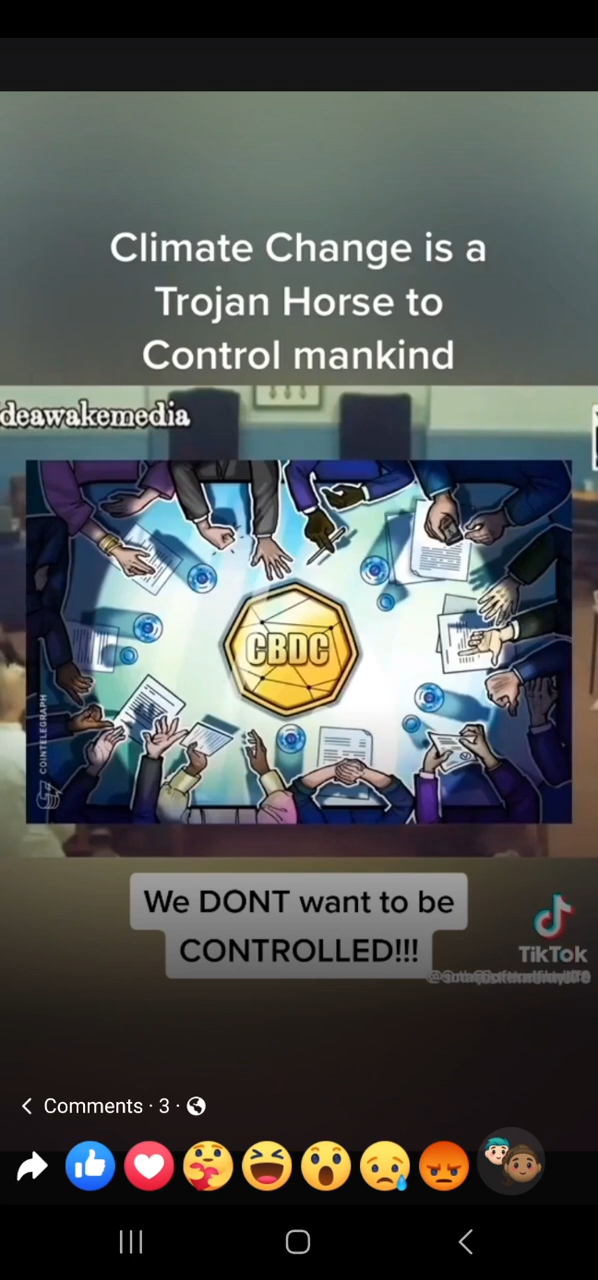 Climate Change is a
Trojan Horse to
Control mankind
deawakemedia
CBDC
COINTELEGRAPH
We DONT want to be
CONTROLLED!!!
TikTok
Comments · 3 ·